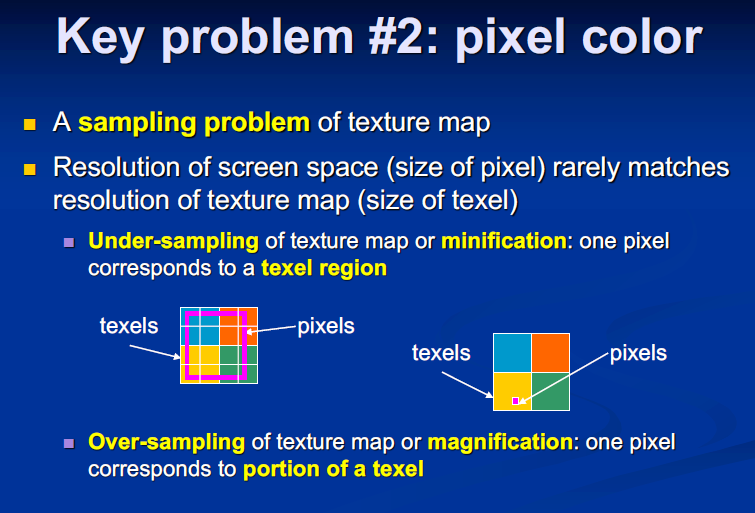 Key problem #2: pixel color
A sampling problem of texture map
Resolution of screen space (size of pixel) rarely matches
resolution of texture map (size of texel)
Under-sampling of texture map or minification: one pixel
corresponds to a texel region
texels
pixels
texels
pixels
Over-sampling of texture map or magnification: one pixel
corresponds to portion of a texel